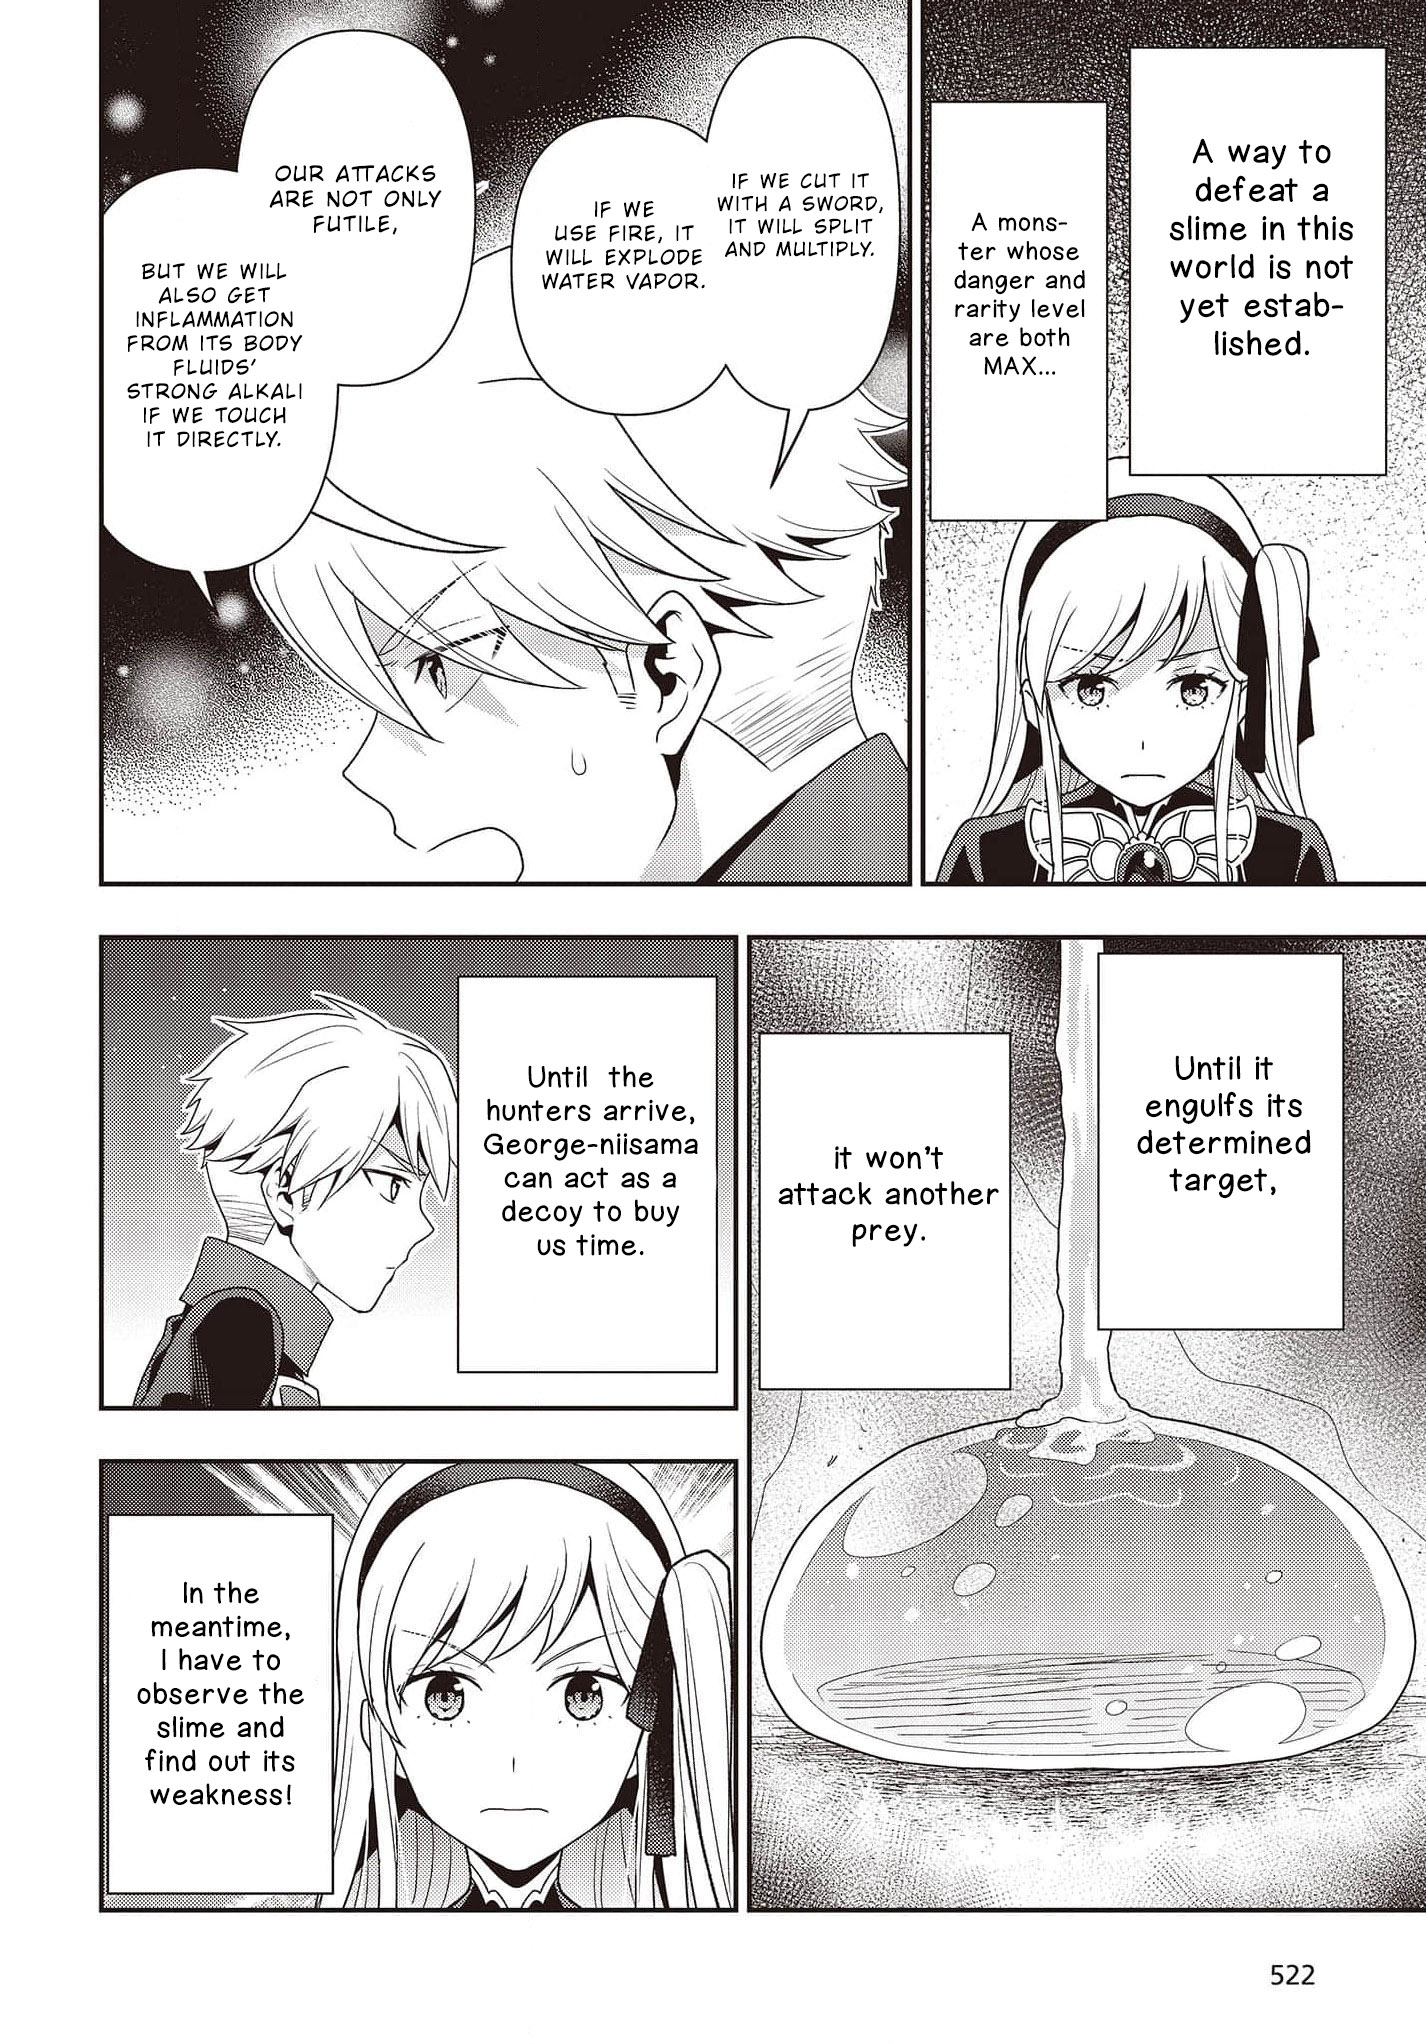 A way to
defeat a
slime in this
world is not
yet estab-
lished.
A mons-
ter whose
danger and
rarity level
are both
MAX...
IF WE CUT IT
WITH A SWORD,
IT WILL SPLIT
AND MULTIPLY.
IF WE
USE FIRE, IT
WILL EXPLODE
WATER VAPOR.
OUR ATTACKS
ARE NOT ONLY
FUTILE,
BUT WE WILL
ALSO GET
INFLAMMATION
FROM ITS BODY
FLUIDS'
STRONG ALKALI
IF WE TOUCH
IT DIRECTLY.
Until it
engulfs its
determined
target,
it won't
attack another
prey.
Until the
hunters arrive,
George-niisama
can act as a
decoy to buy
us time.
In the
meantime,
I have to
observe the
slime and
find out its
weakness!
522